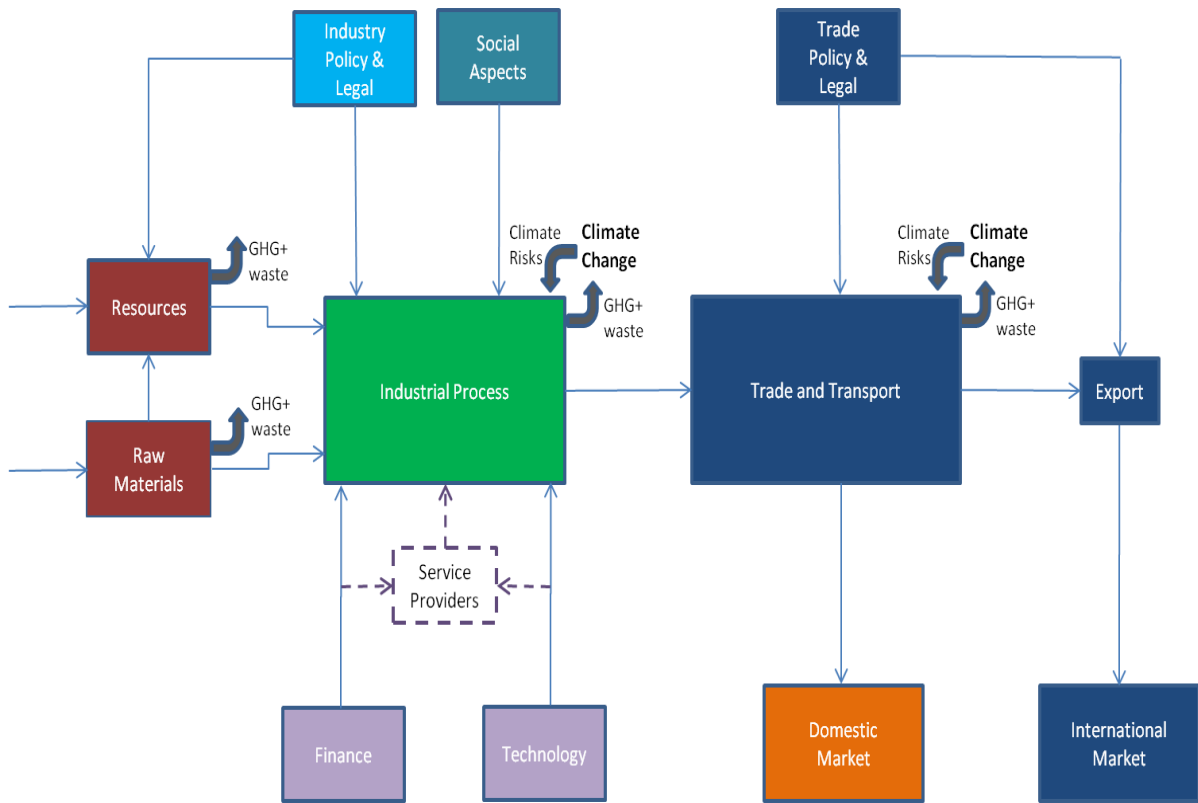 Industry
Policy &
Legal
Social
Aspects
Trade
Policy &
Legal
GHG+
waste
Resources
Climate
Risks
Climate
Change
GHG+
waste
Climate
Risks
Climate
Change
GHG+
waste
Industrial Process
Trade and Transport
Export
GHG+
waste
Raw
Materials
Service
Providers
Finance
Technology
Domestic
Market
International
Market